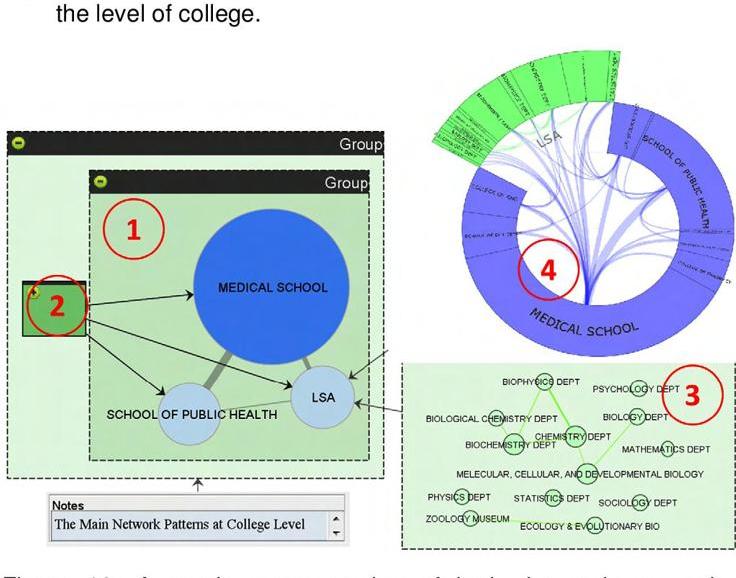 the level of college.
Group
Group
1
2
MEDICAL SCHOOL
SCHOOL OF PUBLIC HEALTH
LSA
Notes
The Main Network Patterns at College Level
LSA
SCHOOL OF PUBLIC HEALTH
4
MEDICAL SCHOOL
3
BIOPHYSICS DEPT
PSYCHOLOGY DEPT
BIOLOGICAL CHEMISTRY DEPT
BIOLOGY DEPT
CHEMISTRY DEPT
BIOCHEMISTRY DEPT
MATHEMATICS DEPT
MOLECULAR, CELLULAR, AND DEVELOPMENTAL BIOLOGY
PHYSICS DEPT
STATISTICS DEPT
SOCIOLOGY DEPT
ZOOLOGY MUSEUM
ECOLOGY & EVOLUTIONARY BIO